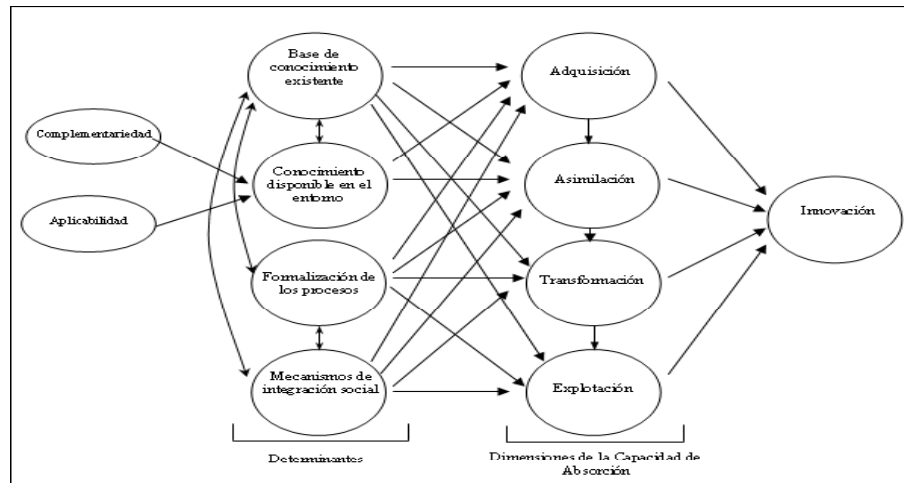 Base de
conocimiento
existente
Adquisición
Complementariedad
Conocimiento
disponible en el
entorno
Asimilación
Aplicabilidad
Innovación
Formalización de
los procesos
Transformación
Mecanismos de
integración social
Explotación
Determinantes
Dimensiones de la Capacidad de
Absorción